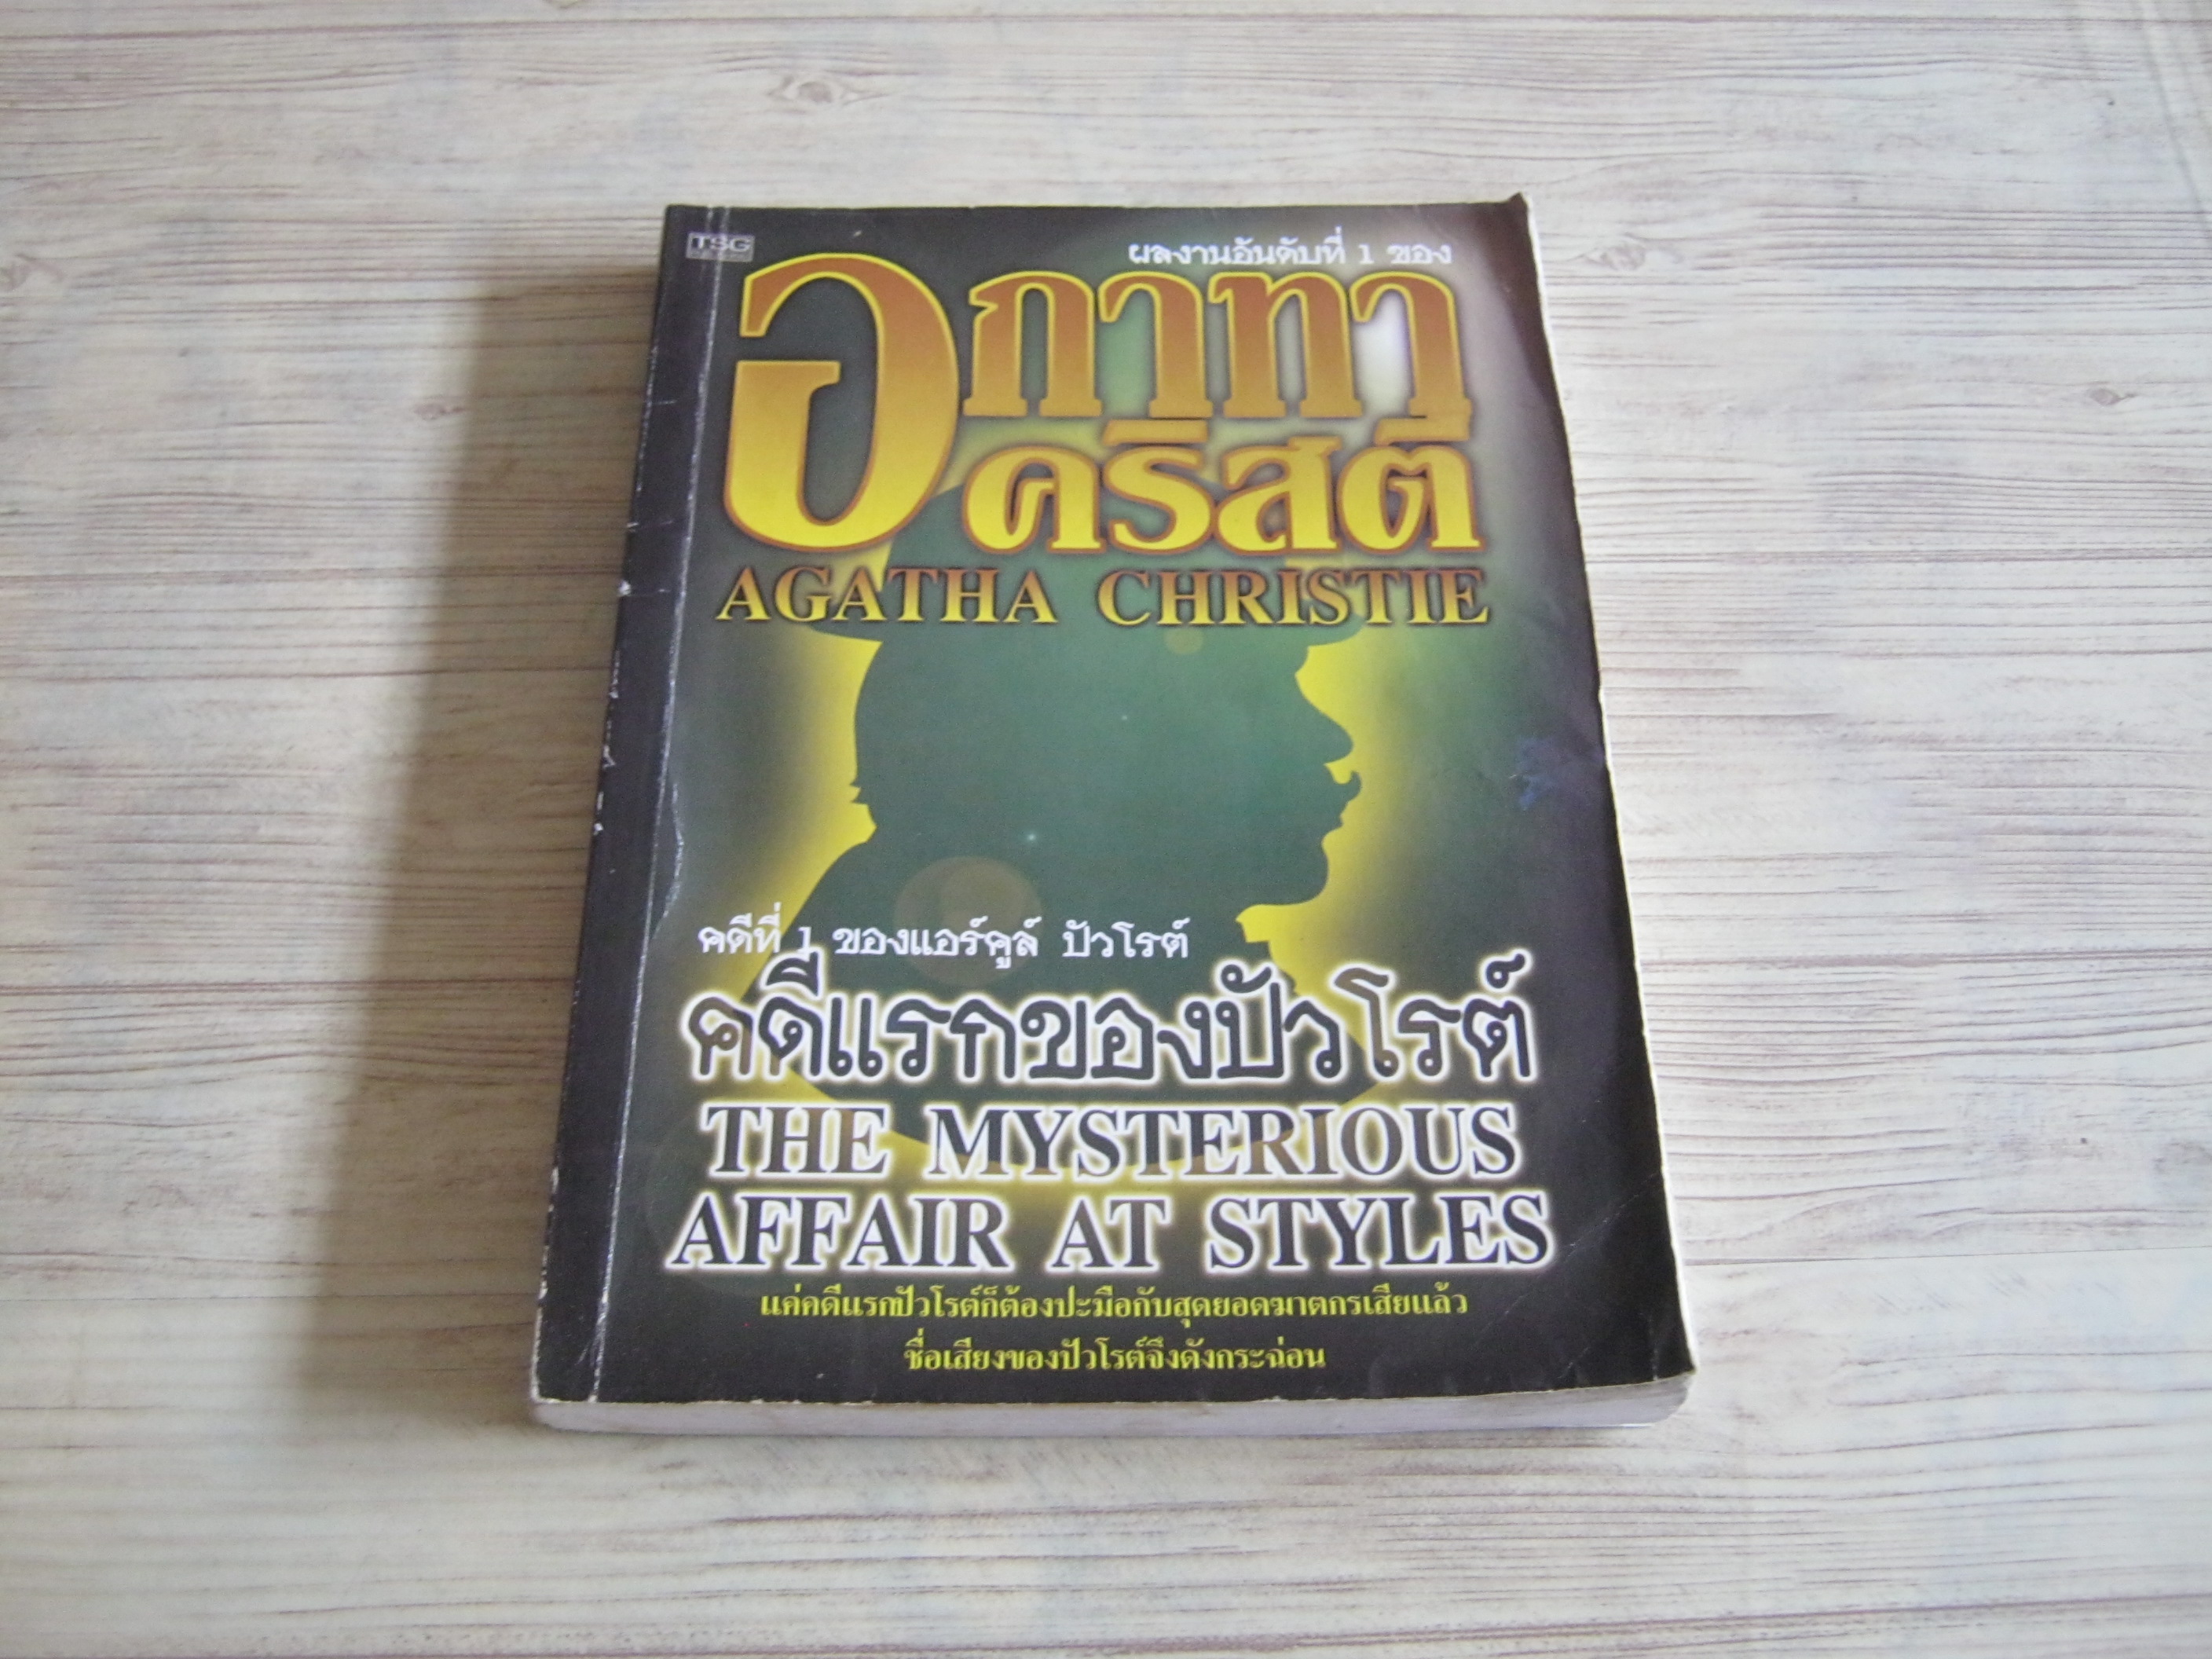 TSG
ผลงานอันดับที่ 1 ของ
อกาทา
คริสตี
AGATHA CHRISTIE
คดีที่ 1 ของแอร์คูล์ ปัวโรต์
คดีแรกของปัวโรต์
THE MYSTERIOUS
AFFAIR AT STYLES
แค่คดีแรกปัวโรต์ก็ต้องปะมือกับสุดยอดฆาตกรเสียแล้ว
ชื่อเสียงของปัวโรต์จึงดังกระฉ่อน